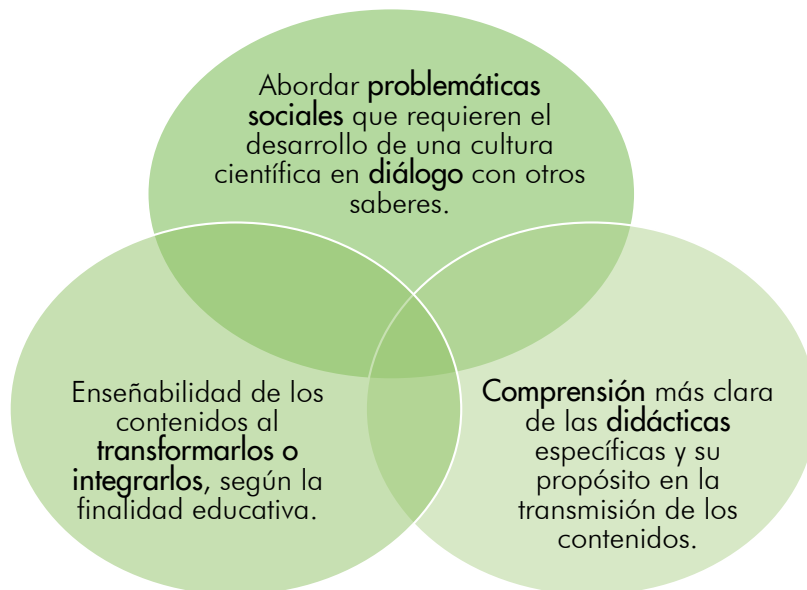 Abordar problemáticas
sociales que requieren el
desarrollo de una cultura
científica en diálogo con otros
saberes.
Enseñabilidad de los
contenidos al
transformarlos o
integrarlos, según la
finalidad educativa.
Comprensión más clara
de las didácticas
específicas y su
propósito en la
transmisión de los
contenidos.